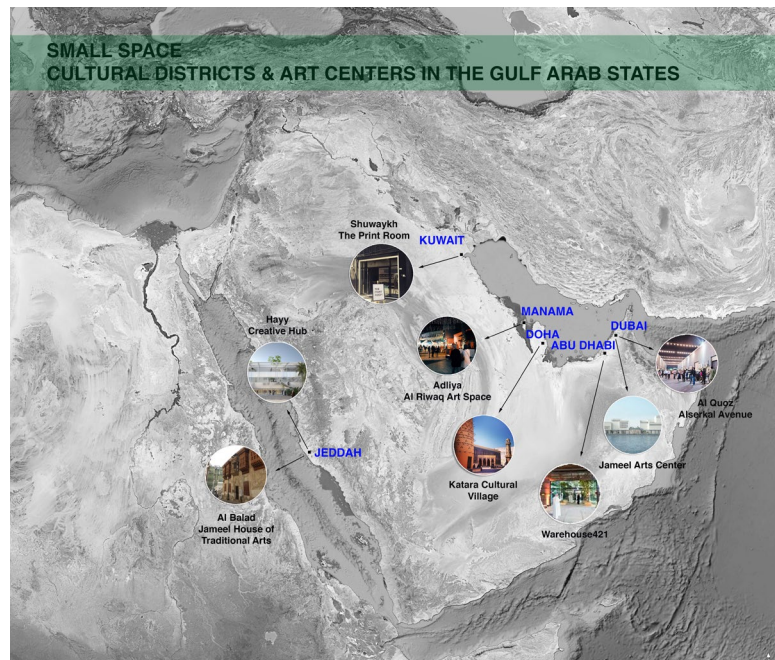 SMALL SPACE
CULTURAL DISTRICTS & ART CENTERS IN THE GULF ARAB STATES
Shuwaykh
The Print Room
KUWAIT
Hayy
Creative Hub
MANAMA
DOHA
ABU DHABI
DUBAI
Adliya
Al Riwaq Art Space
Al Quoz
Alserkal Avenue
JEDDAH
Jameel Arts Center
Katara Cultural
Village
Al Balad
Jameel House of
Traditional Arts
Warehouse421